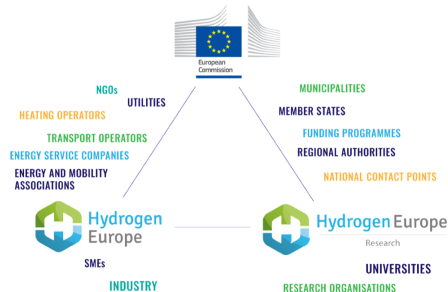 European
Commission
NGOs
UTILITIES
HEATING OPERATORS
TRANSPORT OPERATORS
ENERGY SERVICE COMPANIES
ENERGY AND MOBILITY
ASSOCIATIONS
MUNICIPALITIES
MEMBER STATES
FUNDING PROGRAMMES
REGIONAL AUTHORITIES
NATIONAL CONTACT POINTS
Hydrogen
Europe
SMEs
INDUSTRY
Hydrogen Europe
Research
UNIVERSITIES
RESEARCH ORGANISATIONS